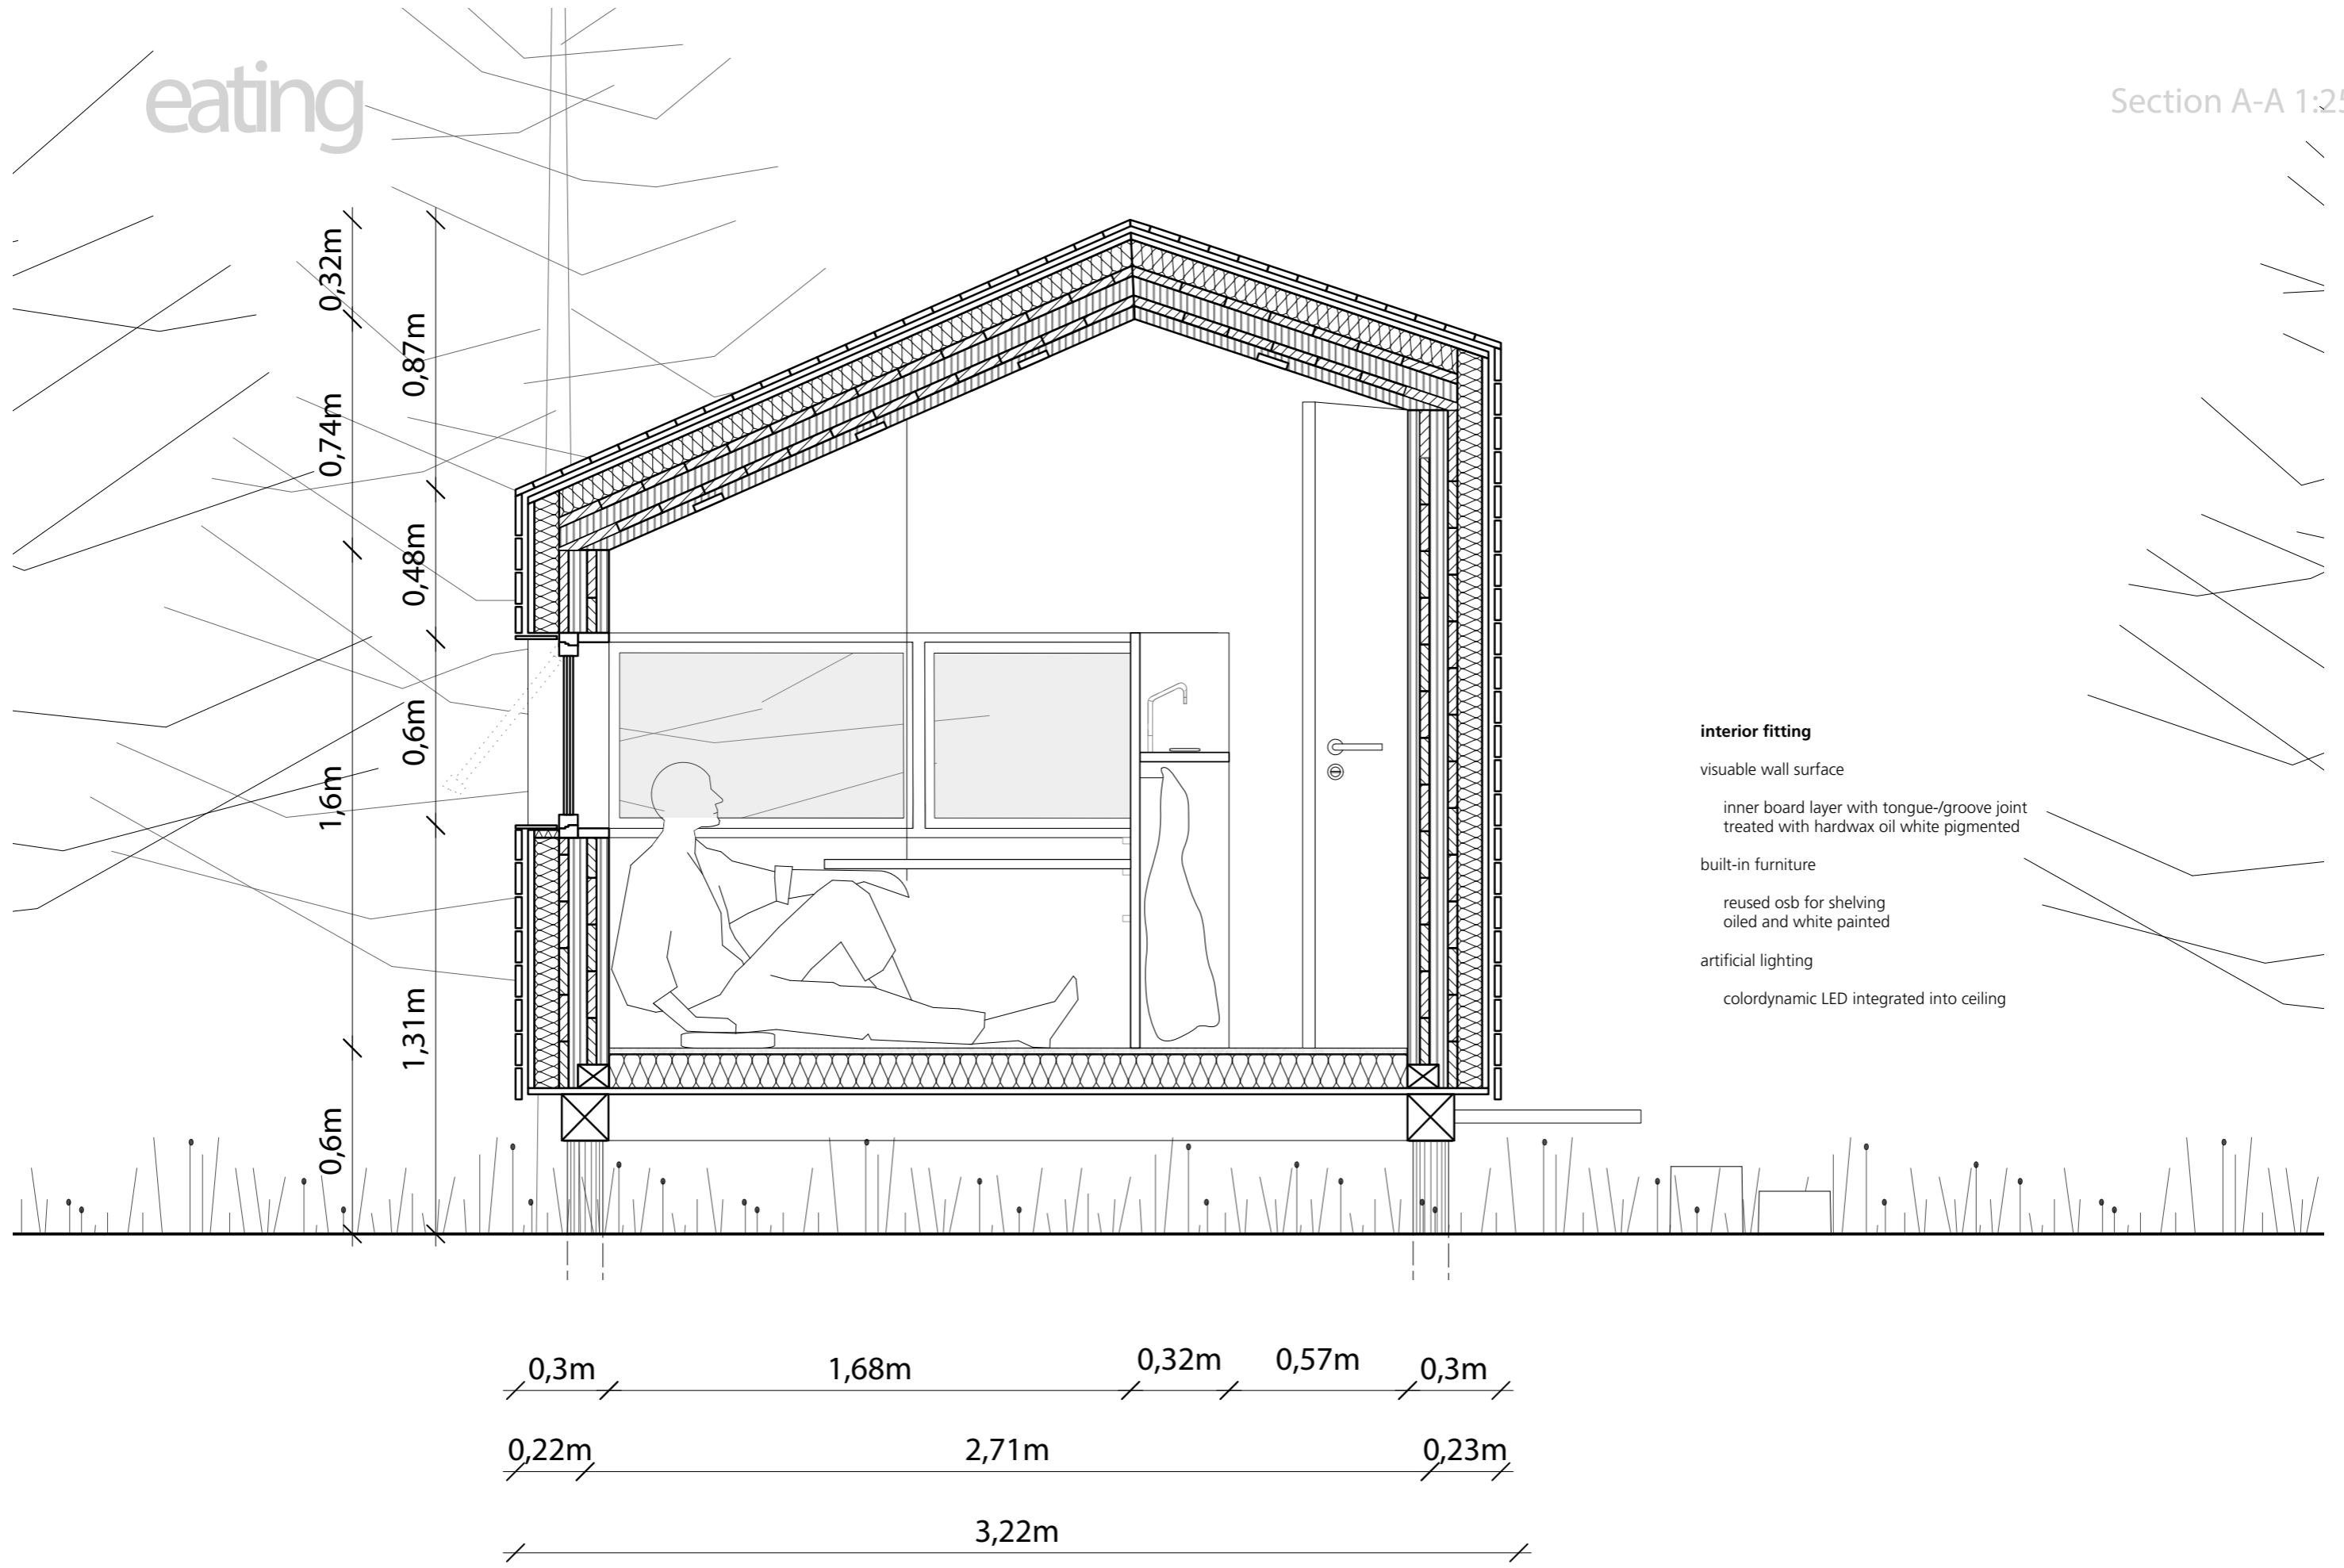 eating
Section A-A 1:25
0,32m
0,87m
0,74m
0,48m
0,6m
1,6m
1,31m
0,6m
interior fitting
visuable wall surface
inner board layer with tongue-/groove joint
treated with hardwax oil white pigmented
built-in furniture
reused osb for shelving
oiled and white painted
artificial lighting
colordynamic LED integrated into ceiling
0,3m 1,68m 0,32m 0,57m 0,3m
0,22m 2,71m 0,23m
3,22m